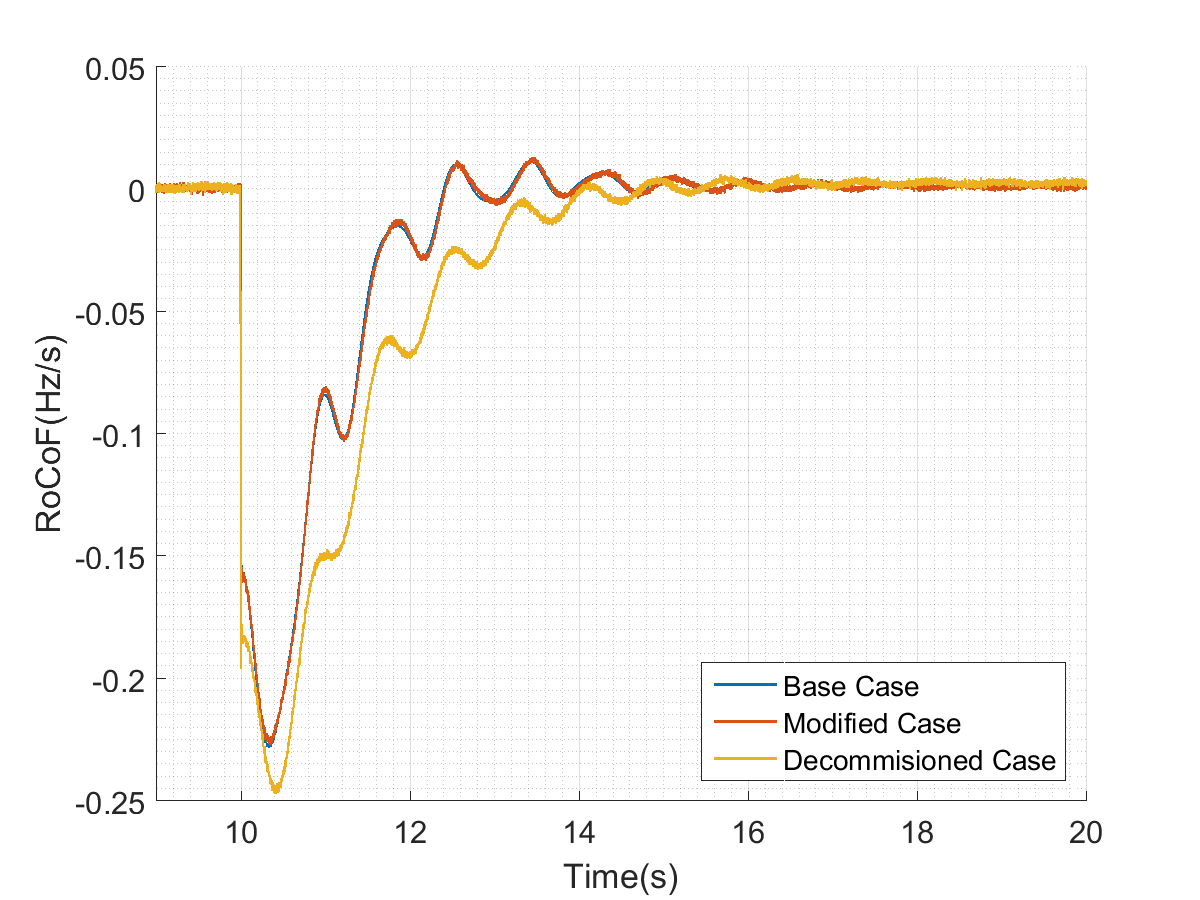 0.05
0
-0.05
-0.1
-0.15
-0.2
-0.25
RoCoF(Hz/s)
10 12 14 16 18 20
Time(s)
Base Case
Modified Case
Decommisioned Case